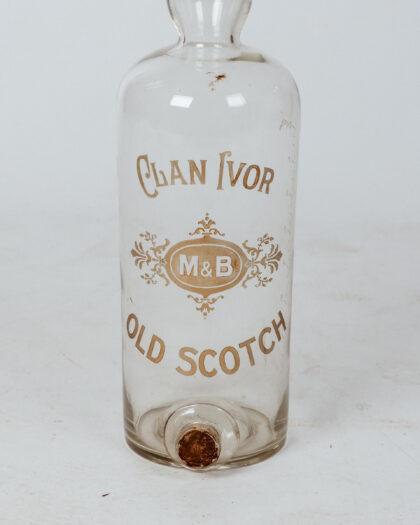 CLAN IVOR
M&B
OLD SCOTCH